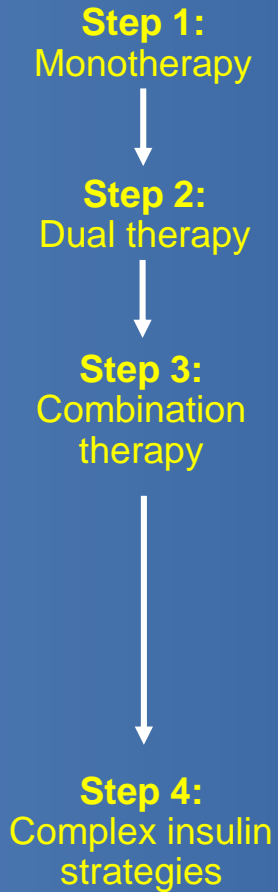 Step 1:
Monotherapy
Step 2:
Dual therapy
Step 3:
Combination
therapy
Step 4:
Complex insulin
strategies